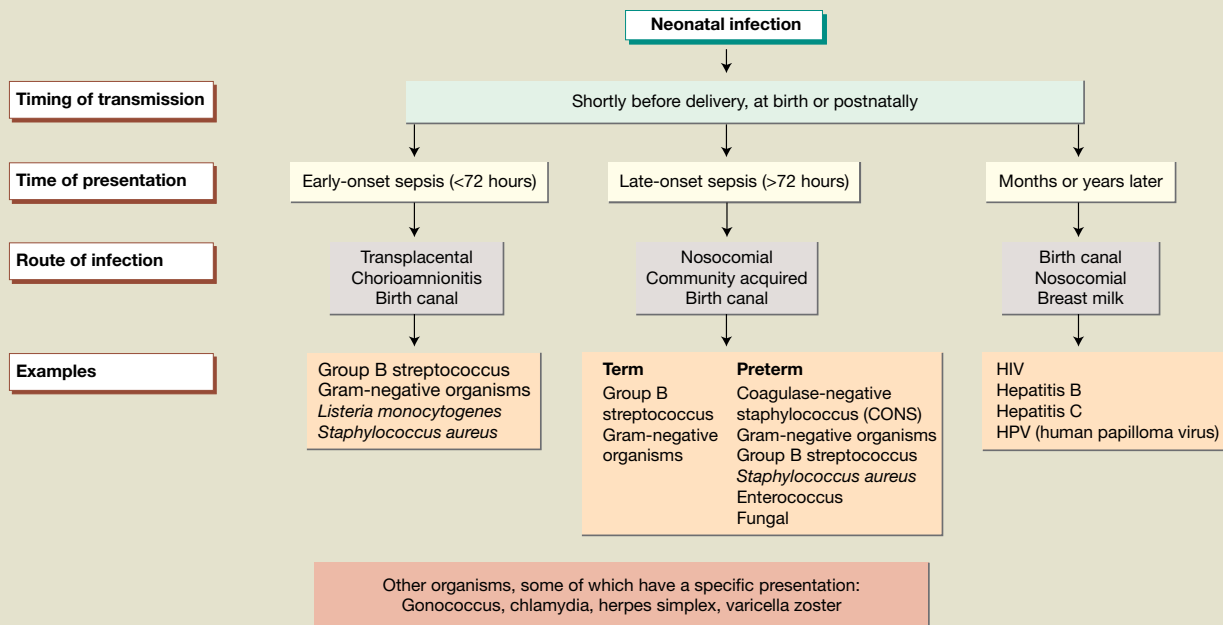 Neonatal infection
Timing of transmission
Shortly before delivery, at birth or postnatally
Time of presentation
Early-onset sepsis (<72 hours)
Late-onset sepsis (>72 hours)
Months or years later
Route of infection
Transplacental
Chorioamnionitis
Birth canal
Nosocomial
Community acquired
Birth canal
Birth canal
Nosocomial
Breast milk
Examples
Group B streptococcus
Gram-negative organisms
Listeria monocytogenes
Staphylococcus aureus
Term
Group B
streptococcus
Gram-negative
organisms
Preterm
Coagulase-negative
staphylococcus (CONS)
Gram-negative organisms
Group B streptococcus
Staphylococcus aureus
Enterococcus
Fungal
HIV
Hepatitis B
Hepatitis C
HPV (human papilloma virus)
Other organisms, some of which have a specific presentation:
Gonococcus, chlamydia, herpes simplex, varicella zoster